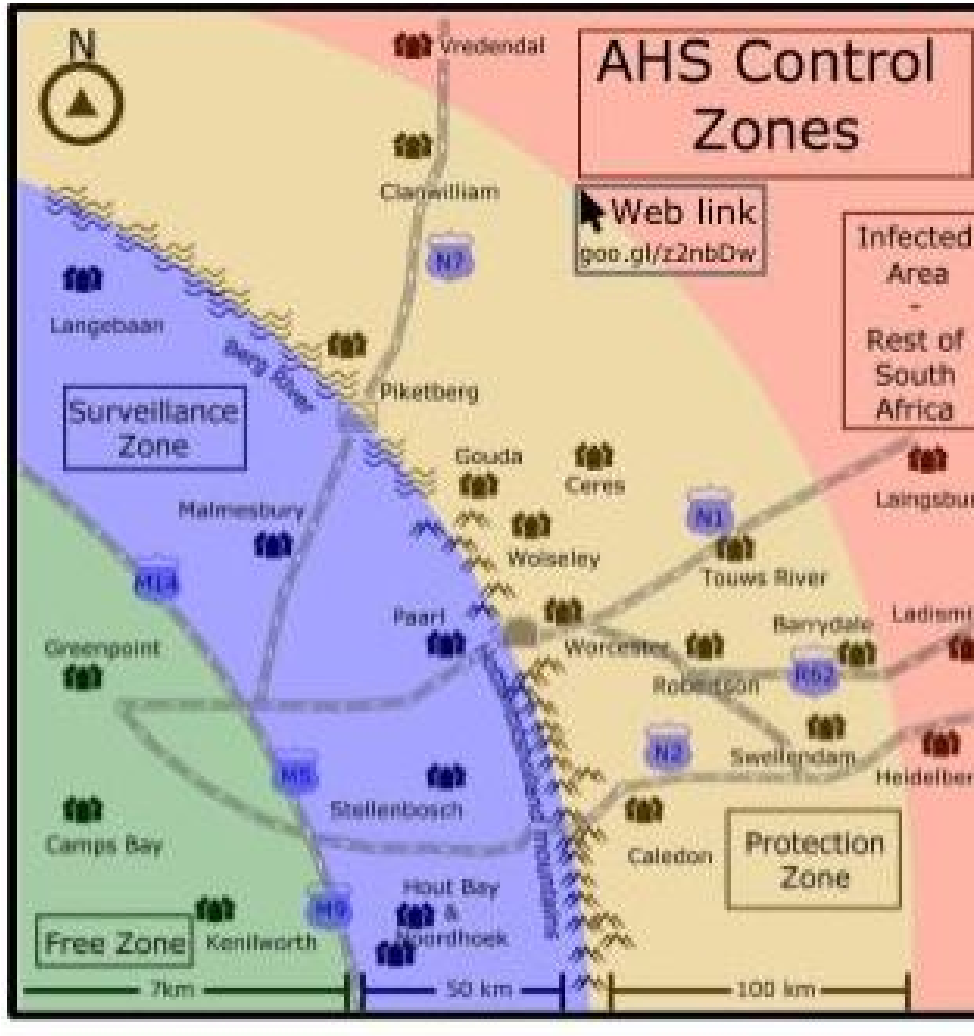 N
Vredendal
AHS Control
Zones
Clanwilliam
Web link
goo.gl/z2nbDw
N7
Infected
Area
-
Rest of
South
Africa
Langebaan
Berg River
Piketberg
Surveillance
Zone
Gouda
Ceres
Laingsbu
Malmesbury
N1
Wolseley
Touws River
M14
Paarl
Barrydale
Ladismi
Greenpoint
Worcester
Robertson
R62
N2
Swellendam
M5
Heidelber
Stellenbosch
Camps Bay
Caledon
Protection
Zone
Hout Bay
&
Noordhoek
M9
Free Zone
Kenilworth
7km
50 km
100 km